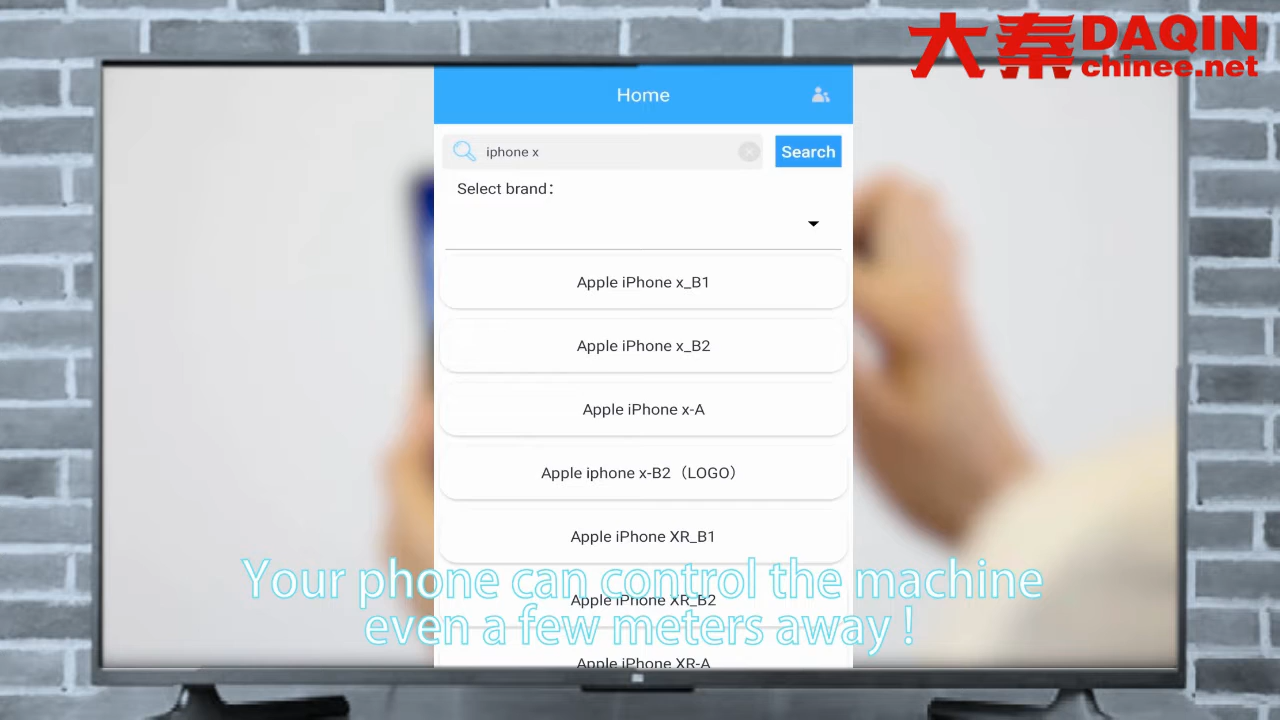 大秦 DAQIN
chinee.net
Home
iphone x
Search
Select brand：
Apple iPhone x_B1
Apple iPhone x_B2
Apple iPhone x-A
Apple iphone x-B2（LOGO）
Apple iPhone XR_B1
Apple iPhone XR_B2
Apple iPhone XR-A
Your phone can control the machine
even a few meters away !